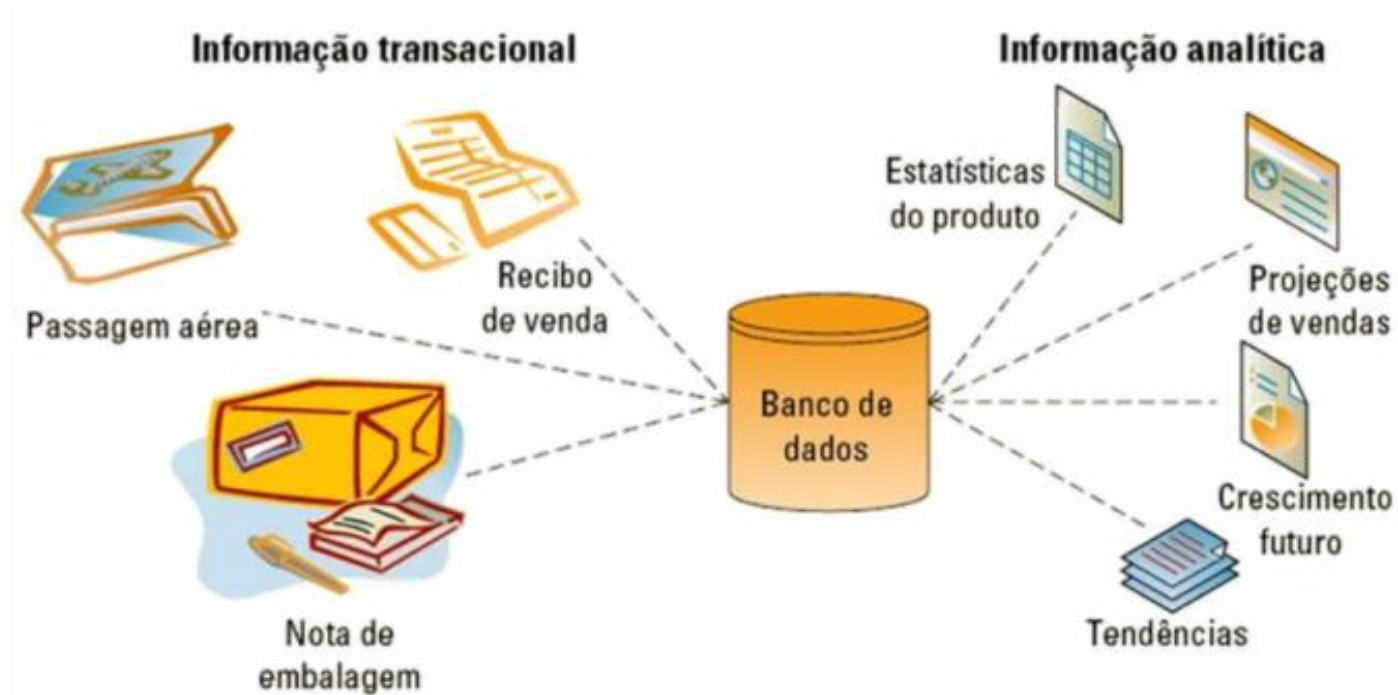 Informação transacional
Passagem aérea
Recibo
de venda
Nota de
embalagem
Banco de
dados
Informação analítica
Estatísticas
do produto
Projeções
de vendas
Crescimento
futuro
Tendências